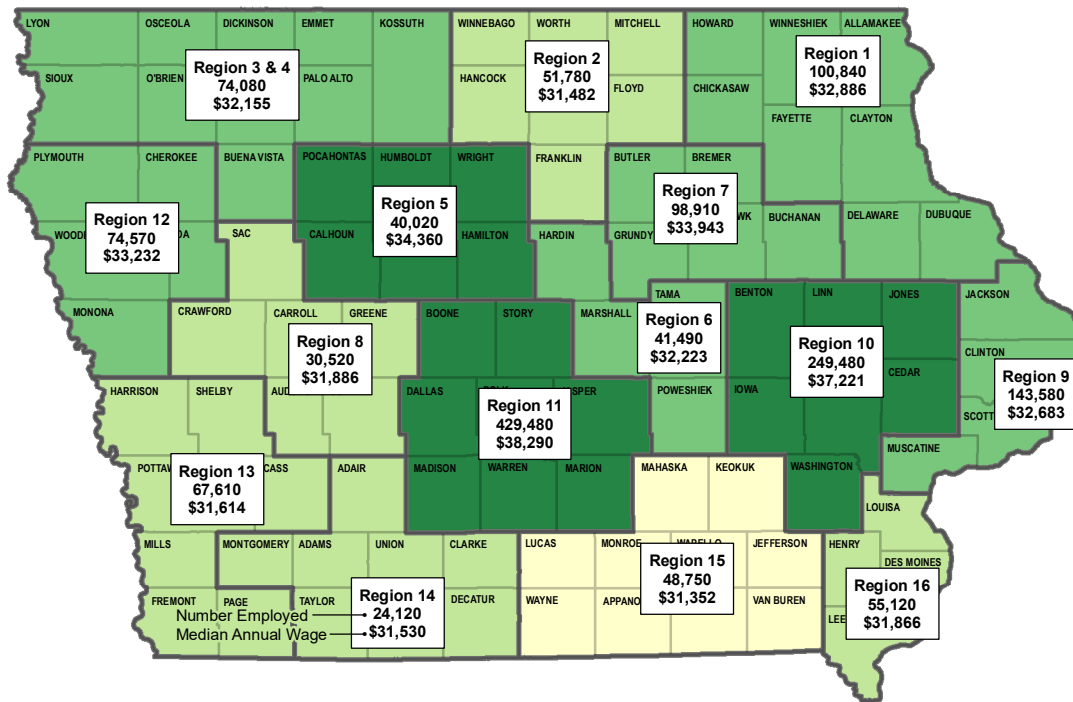 LYON
OSCEOLA
DICKINSON
EMMET
KOSSUTH
WINNEBAGO
WORTH
MITCHELL
HOWARD
WINNESHIEK
ALLAMAKEE
SIOUX
O'BRIEN
PALO ALTO
Region 3 & 4
74,080
$32,155
HANCOCK
FLOYD
Region 2
51,780
$31,482
CHICKASAW
Region 1
100,840
$32,886
FAYETTE
CLAYTON
PLYMOUTH
CHEROKEE
BUENA VISTA
POCAHONTAS
HUMBOLDT
WRIGHT
FRANKLIN
BUTLER
BREMER
Region 12
74,570
$33,232
WOOD
DA
SAC
Region 5
40,020
$34,360
CALHOUN
HAMILTON
HARDIN
GRUNDY
Region 7
98,910
$33,943
WK
BUCHANAN
DELAWARE
DUBUQUE
MONONA
CRAWFORD
CARROLL
GREENE
BOONE
STORY
MARSHALL
TAMA
BENTON
LINN
JONES
JACKSON
Region 8
30,520
$31,886
Region 6
41,490
$32,223
Region 10
249,480
$37,221
CLINTON
CEDAR
Region 9
143,580
$32,683
SCOTT
HARRISON
SHELBY
AUD
DALLAS
SPER
POWESHIEK
IOWA
Region 11
429,480
$38,290
MUSCATINE
POTTAW
CASS
Region 13
67,610
$31,614
ADAIR
MADISON
WARREN
MARION
MAHASKA
KEOKUK
WASHINGTON
LOUISA
MILLS
MONTGOMERY
ADAMS
UNION
CLARKE
LUCAS
MONROE
JEFFERSON
HENRY
DES MOINES
Region 15
48,750
$31,352
Region 16
55,120
$31,866
FREMONT
PAGE
TAYLOR
DECATUR
WAYNE
APPANO
VAN BUREN
LEE
Region 14
Number Employed 24,120
Median Annual Wage $31,530